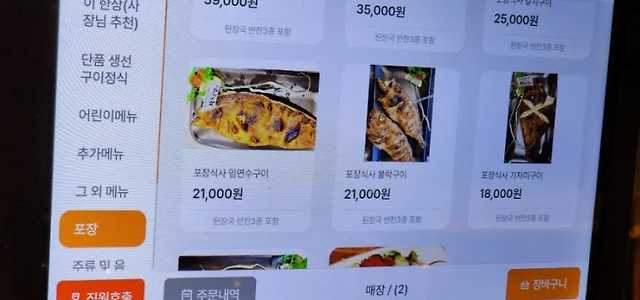 이 한상(사
장님 추천)
단품 생선
구이정식
어린이메뉴
추가메뉴
그 외 메뉴
포장
주류 및 음
직원호출
39,000원
된장국 반찬3종 포함
35,000원
된장국 반찬3종 포함
25,000원
된장국 반찬3종 포함
포장식사 임연수구이
21,000원
된장국 반찬3종 포함
포장식사 볼락구이
21,000원
된장국 반찬3종 포함
포장식사 가자미구이
18,000원
된장국 반찬3종 포함
주문내역
매장 / (2)
장바구니